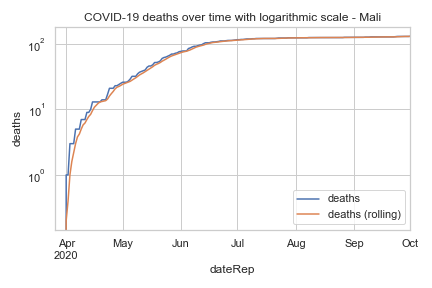 COVID-19 deaths over time with logarithmic scale - Mali
deaths
10²
10¹
10⁰
Apr
2020
May
Jun
Jul
Aug
Sep
Oct
dateRep
deaths
deaths (rolling)